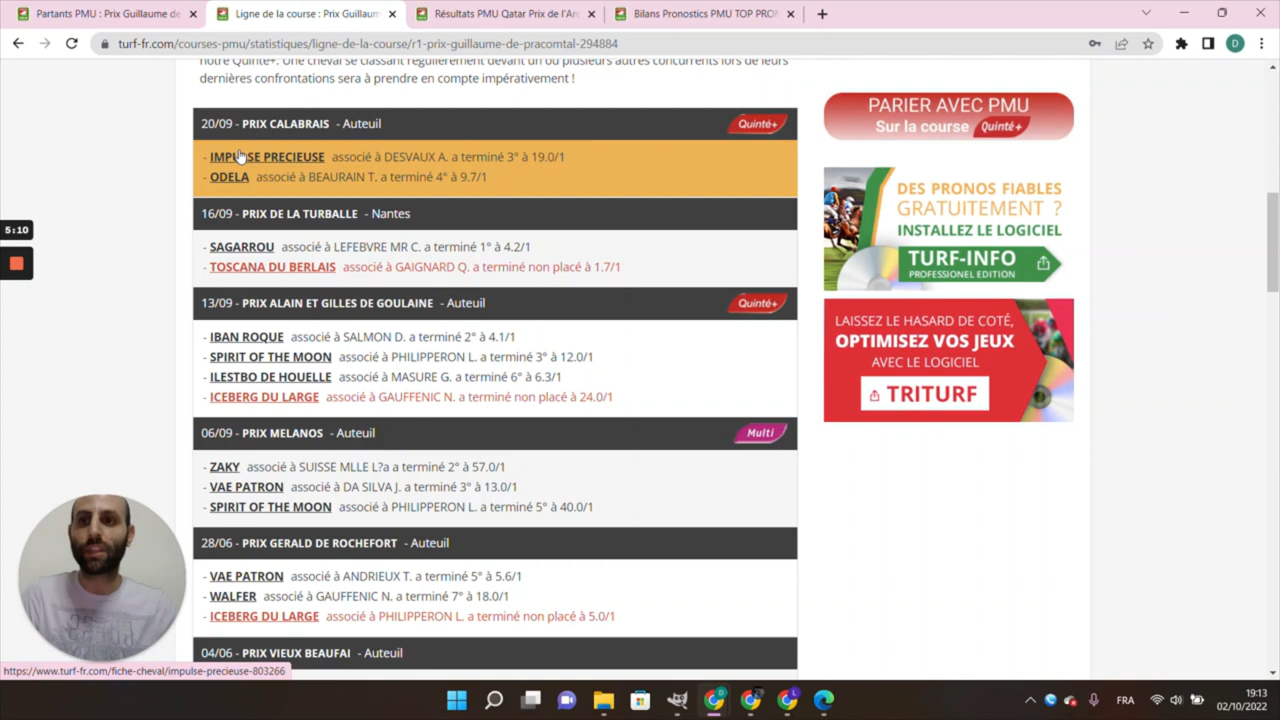 Partants PMU : Prix Guillaume de
Ligne de la course : Prix Guillaum
Résultats PMU Qatar Prix de l'Ar
Bilans Pronostics PMU TOP PRON
turf-fr.com/courses-pmu/statistiques/ligne-de-la-course/r1-prix-guillaume-de-pracomtal-294884
D
notre Quinté+. Une cheval se classant régulièrement devant un ou plusieurs autres concurrents lors de leurs
dernières confrontations sera à prendre en compte impérativement !
20/09 - PRIX CALABRAIS - Auteuil
Quinté+
- IMPULSE PRECIEUSE associé à DESVAUX A. a terminé 3° à 19.0/1
- ODELA associé à BEAURAIN T. a terminé 4° à 9.7/1
16/09 - PRIX DE LA TURBALLE - Nantes
- SAGARROU associé à LEFEBVRE MR C. a terminé 1° à 4.2/1
- TOSCANA DU BERLAIS associé à GAIGNARD Q. a terminé non placé à 1.7/1
13/09 - PRIX ALAIN ET GILLES DE GOULAINE - Auteuil
Quinté+
- IBAN ROQUE associé à SALMON D. a terminé 2° à 4.1/1
- SPIRIT OF THE MOON associé à PHILIPPERON L. a terminé 3° à 12.0/1
- ILESTBO DE HOUELLE associé à MASURE G. a terminé 6° à 6.3/1
- ICEBERG DU LARGE associé à GAUFFENIC N. a terminé non placé à 24.0/1
06/09 - PRIX MELANOS - Auteuil
Multi
- ZAKY associé à SUISSE MLLE L?a a terminé 2° à 57.0/1
- VAE PATRON associé à DA SILVA J. a terminé 3° à 13.0/1
- SPIRIT OF THE MOON associé à PHILIPPERON L. a terminé 5° à 40.0/1
28/06 - PRIX GERALD DE ROCHEFORT - Auteuil
- VAE PATRON associé à ANDRIEUX T. a terminé 5° à 5.6/1
- WALFER associé à GAUFFENIC N. a terminé 7° à 18.0/1
- ICEBERG DU LARGE associé à PHILIPPERON L. a terminé non placé à 5.0/1
04/06 - PRIX VIEUX BEAUFAI - Auteuil
PARIER AVEC PMU
Sur la course Quinté+
DES PRONOS FIABLES
GRATUITEMENT ?
INSTALLEZ LE LOGICIEL
TURF-INFO
PROFESSIONEL EDITION
LAISSEZ LE HASARD DE COTÉ,
OPTIMISEZ VOS JEUX
AVEC LE LOGICIEL
TRITURF
5:10
https://www.turf-fr.com/fiche-cheval/impulse-precieuse-803266
FRA
19:13
02/10/2022